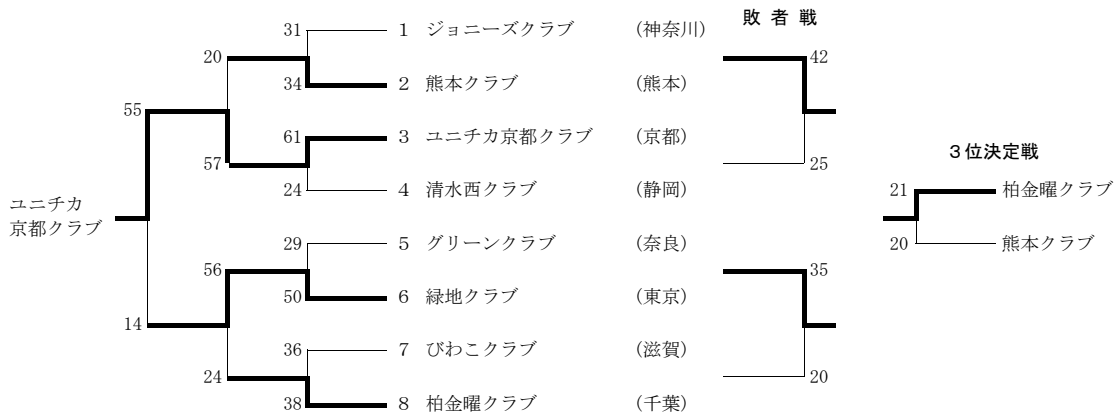 敗 者 戦
31 1 ジョニーズクラブ (神奈川)
20 42
34 2 熊本クラブ (熊本)
55
61 3 ユニチカ京都クラブ (京都)
3位決定戦
57 25
24 4 清水西クラブ (静岡)
21 柏金曜クラブ
ユニチカ
京都クラブ
29 5 グリーンクラブ (奈良)
20 熊本クラブ
56 35
50 6 緑地クラブ (東京)
14
36 7 びわこクラブ (滋賀)
24 20
38 8 柏金曜クラブ (千葉)